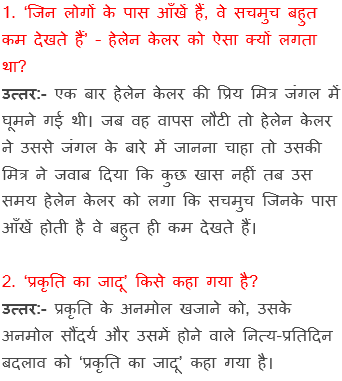 1. ‘जिन लोगों के पास आँखें हैं, वे सचमुच बहुत
कम देखते हैं’ - हेलेन केलर को ऐसा क्यों लगता
था?
उत्तर:- एक बार हेलेन केलर की प्रिय मित्र जंगल में
घूमने गई थी। जब वह वापस लौटी तो हेलेन केलर
ने उससे जंगल के बारे में जानना चाहा तो उसकी
मित्र ने जवाब दिया कि कुछ खास नहीं तब उस
समय हेलेन केलर को लगा कि सचमुच जिनके पास
आँखें होती है वे बहुत ही कम देखते हैं।
2. ‘प्रकृति का जादू’ किसे कहा गया है?
उत्तर:- प्रकृति के अनमोल खजाने को, उसके
अनमोल सौंदर्य और उसमें होने वाले नित्य-प्रतिदिन
बदलाव को ‘प्रकृति का जादू’ कहा गया है।